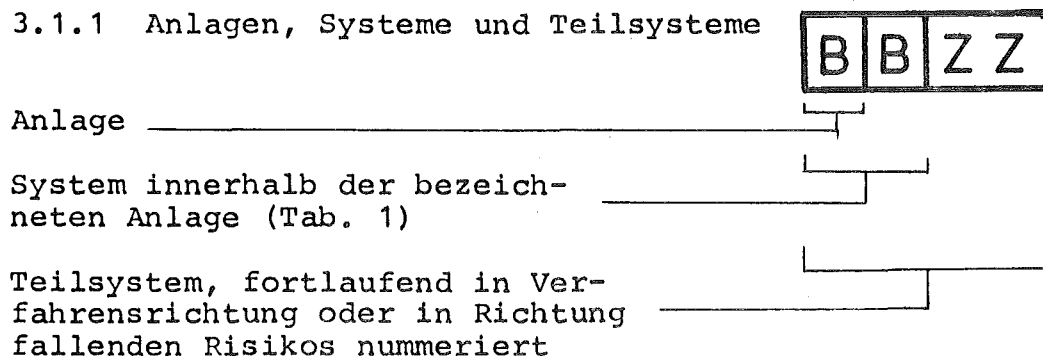 3.1.1 Anlagen, Systeme und Teilsysteme
B B Z Z
Anlage
System innerhalb der bezeich-
neten Anlage (Tab. 1)
Teilsystem, fortlaufend in Ver-
fahrensrichtung oder in Richtung
fallenden Risikos nummeriert